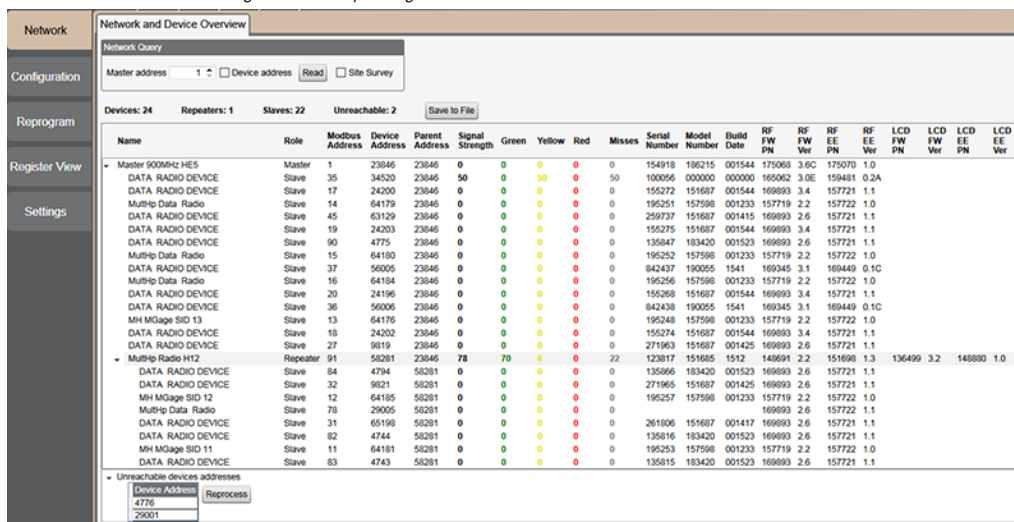 Network
Configuration
Reprogram
Register View
Settings
Network and Device Overview
Network Query
Master address 1 Device address Read Site Survey
Devices: 24 Repeaters: 1 Slaves: 22 Unreachable: 2 Save to File
Name Role Modbus Address Device Address Parent Address Signal Strength Green Yellow Red Misses Serial Number Model Number Build Date RF FW PN RF FW Ver RF EE PN RF EE Ver LCD FW PN LCD FW Ver LCD EE PN LCD EE Ver
Master 900MHz HE5 Master 1 23846 0 0 0 0 0 154918 186215 001544 175068 3.6C 175070 1.0
DATA RADIO DEVICE Slave 35 34520 23846 50 0 50 0 50 100056 000000 000000 165062 3.0E 159481 0.2A
DATA RADIO DEVICE Slave 17 24200 23846 0 0 0 0 0 155272 151687 001544 169893 3.4 157721 1.1
MultHp Data Radio Slave 14 64179 23846 0 0 0 0 0 195251 157598 001233 157719 2.2 157722 1.0
DATA RADIO DEVICE Slave 45 63129 23846 0 0 0 0 0 259737 151687 001415 169893 2.6 157721 1.1
DATA RADIO DEVICE Slave 19 24203 23846 0 0 0 0 0 155275 151687 001544 169893 3.4 157721 1.1
DATA RADIO DEVICE Slave 90 4775 23846 0 0 0 0 0 135847 183420 001523 169893 2.6 157721 1.1
MultHp Data Radio Slave 15 64180 23846 0 0 0 0 0 195252 157598 001233 157719 2.2 157722 1.0
DATA RADIO DEVICE Slave 37 56005 23846 0 0 0 0 0 842437 190055 1541 169345 3.1 169449 0.1C
MultHp Data Radio Slave 16 64184 23846 0 0 0 0 0 195256 157598 001233 157719 2.2 157722 1.0
DATA RADIO DEVICE Slave 20 24196 23846 0 0 0 0 0 155268 151687 001544 169893 3.4 157721 1.1
DATA RADIO DEVICE Slave 36 56006 23846 0 0 0 0 0 842438 190055 1541 169345 3.1 169449 0.1C
MH MGage SID 13 Slave 13 64176 23846 0 0 0 0 0 195248 157598 001233 157719 2.2 157722 1.0
DATA RADIO DEVICE Slave 18 24202 23846 0 0 0 0 0 155274 151687 001544 169893 3.4 157721 1.1
DATA RADIO DEVICE Slave 27 9819 23846 0 0 0 0 0 271963 151687 001425 169893 2.6 157721 1.1
MultHp Radio H12 Repeater 91 58281 23846 78 70 8 0 22 123817 151685 1512 148691 2.2 151698 1.3 136499 3.2 148880 1.0
DATA RADIO DEVICE Slave 84 4794 58281 0 0 0 0 0 135866 183420 001523 169893 2.6 157721 1.1
DATA RADIO DEVICE Slave 32 9821 58281 0 0 0 0 0 271965 151687 001425 169893 2.6 157721 1.1
MH MGage SID 12 Slave 12 64185 58281 0 0 0 0 0 195257 157598 001233 157719 2.2 157722 1.0
MultHp Data Radio Slave 78 29005 58281 0 0 0 0 0 169893 2.6 157722 1.1
DATA RADIO DEVICE Slave 31 65198 58281 0 0 0 0 0 261806 151687 001417 169893 2.6 157721 1.1
DATA RADIO DEVICE Slave 82 4744 58281 0 0 0 0 0 135816 183420 001523 169893 2.6 157721 1.1
MH MGage SID 11 Slave 11 64181 58281 0 0 0 0 0 195253 157598 001233 157719 2.2 157722 1.0
DATA RADIO DEVICE Slave 83 4743 58281 0 0 0 0 0 135815 183420 001523 169893 2.6 157721 1.1
Unreachable devices addresses
Device Address Reprocess
4776
29001